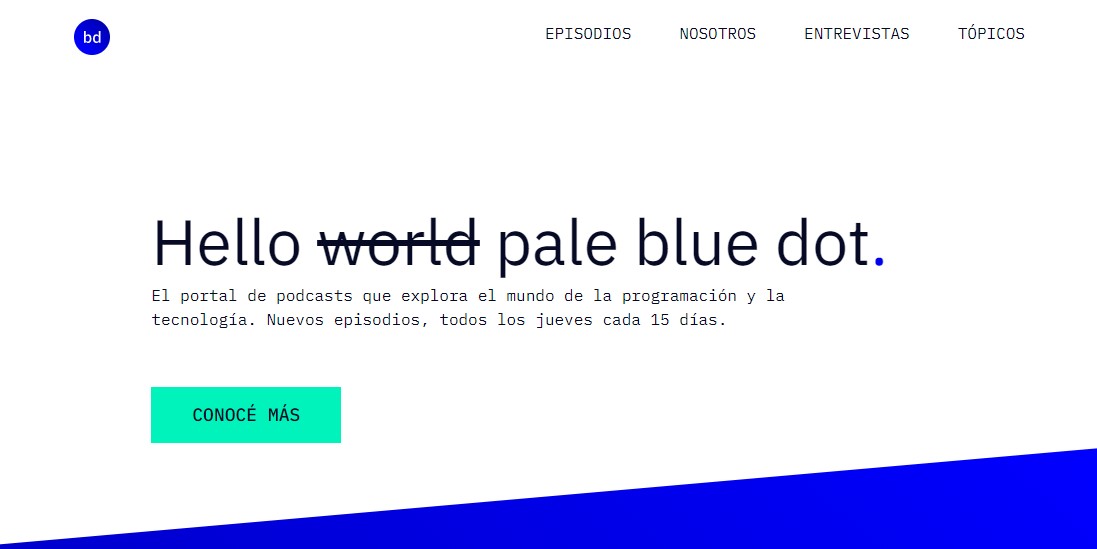 bd
EPISODIOS NOSOTROS ENTREVISTAS TÓPICOS
Hello world pale blue dot.
El portal de podcasts que explora el mundo de la programación y la
tecnología. Nuevos episodios, todos los jueves cada 15 días.
CONOCÉ MÁS